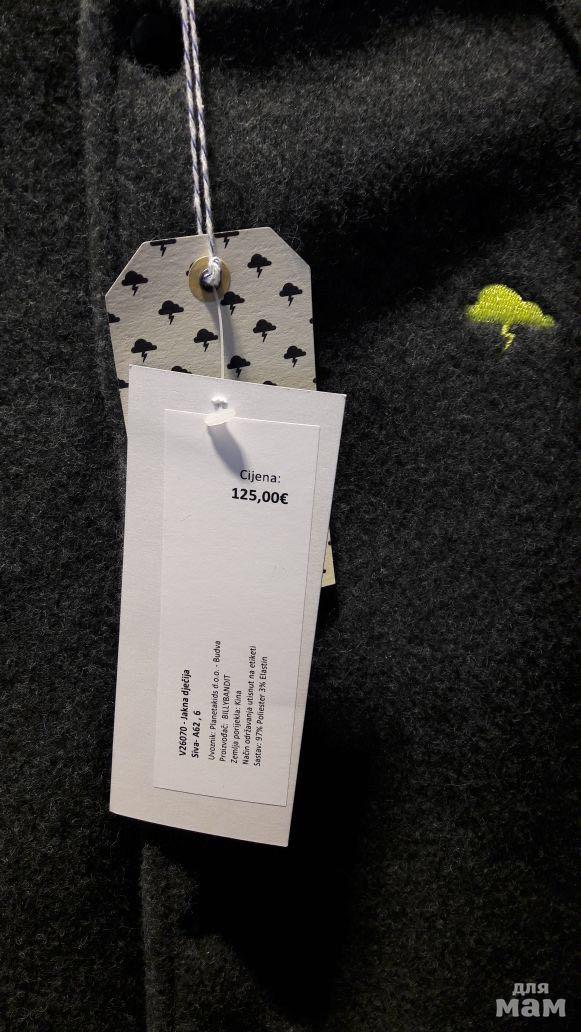 Cijena:
125,00€
V26070 - Jakna dječija
Siva- A62 , 6
Uvoznik: Planetakids d.o.o. - Budva
Proizvođač: BILLYBANDIT
Zemlja porijekla: Kina
Način održavanja utisnut na etiketi
Sastav: 97% Poliester 3% Elastin
для
мам